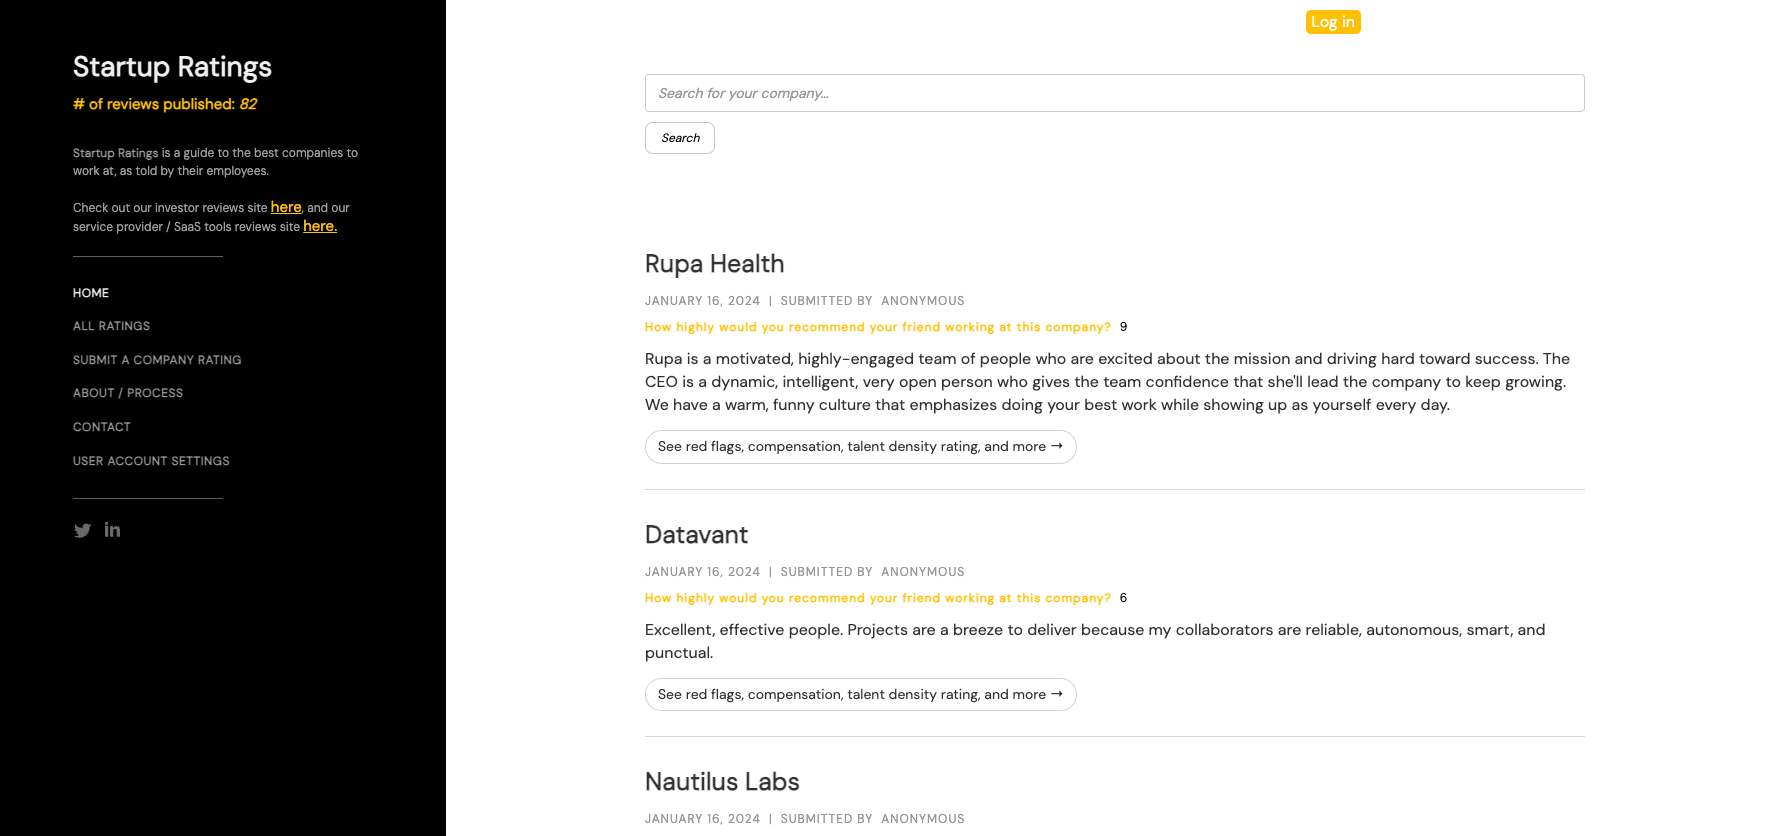 Startup Ratings
# of reviews published: 82
Startup Ratings is a guide to the best companies to
work at, as told by their employees.
Check out our investor reviews site here, and our
service provider / SaaS tools reviews site here.
HOME
ALL RATINGS
SUBMIT A COMPANY RATING
ABOUT / PROCESS
CONTACT
USER ACCOUNT SETTINGS
Log in
Search for your company...
Search
Rupa Health
JANUARY 16, 2024 | SUBMITTED BY ANONYMOUS
How highly would you recommend your friend working at this company? 9
Rupa is a motivated, highly-engaged team of people who are excited about the mission and driving hard toward success. The
CEO is a dynamic, intelligent, very open person who gives the team confidence that she'll lead the company to keep growing.
We have a warm, funny culture that emphasizes doing your best work while showing up as yourself every day.
See red flags, compensation, talent density rating, and more →
Datavant
JANUARY 16, 2024 | SUBMITTED BY ANONYMOUS
How highly would you recommend your friend working at this company? 6
Excellent, effective people. Projects are a breeze to deliver because my collaborators are reliable, autonomous, smart, and
punctual.
See red flags, compensation, talent density rating, and more →
Nautilus Labs
JANUARY 16, 2024 | SUBMITTED BY ANONYMOUS